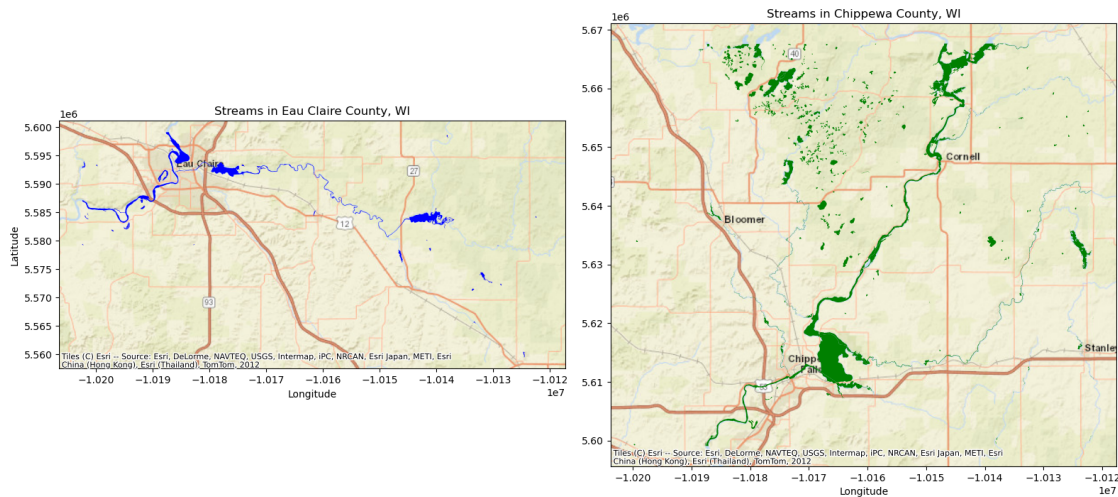 Streams in Eau Claire County, WI
1e6
5.600
5.595
5.590
5.585
5.580
5.575
5.570
5.565
5.560
Latitude
Eau Claire
27
12
93
Tiles (C) Esri -- Source: Esri, DeLorme, NAVTEQ, USGS, Intermap, iPC, NRCAN, Esri Japan, METI, Esri
China (Hong Kong), Esri (Thailand), TomTom, 2012
−1.020 −1.019 −1.018 −1.017 −1.016 −1.015 −1.014 −1.013 −1.012
1e7
Longitude
Streams in Chippewa County, WI
1e6
5.67
5.66
5.65
5.64
5.63
5.62
5.61
5.60
40
Cornell
Bloomer
Stanley
Chippe
Falls
Tiles (C) Esri -- Source: Esri, DeLorme, NAVTEQ, USGS, Intermap, iPC, NRCAN, Esri Japan, METI, Esri
China (Hong Kong), Esri (Thailand), TomTom, 2012
−1.020 −1.019 −1.018 −1.017 −1.016 −1.015 −1.014 −1.013 −1.012
1e7
Longitude